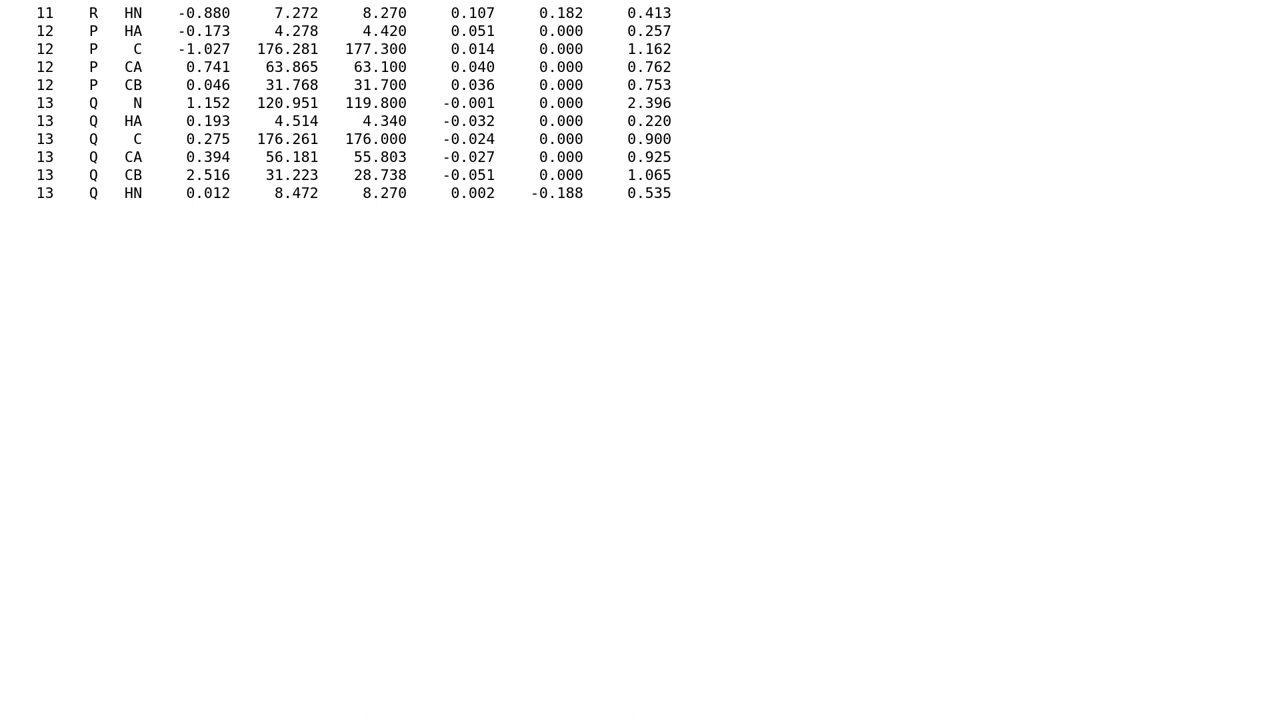 11 R HN -0.880 7.272 8.270 0.107 0.182 0.413
12 P HA -0.173 4.278 4.420 0.051 0.000 0.257
12 P C -1.027 176.281 177.300 0.014 0.000 1.162
12 P CA 0.741 63.865 63.100 0.040 0.000 0.762
12 P CB 0.046 31.768 31.700 0.036 0.000 0.753
13 Q N 1.152 120.951 119.800 -0.001 0.000 2.396
13 Q HA 0.193 4.514 4.340 -0.032 0.000 0.220
13 Q C 0.275 176.261 176.000 -0.024 0.000 0.900
13 Q CA 0.394 56.181 55.803 -0.027 0.000 0.925
13 Q CB 2.516 31.223 28.738 -0.051 0.000 1.065
13 Q HN 0.012 8.472 8.270 0.002 -0.188 0.535